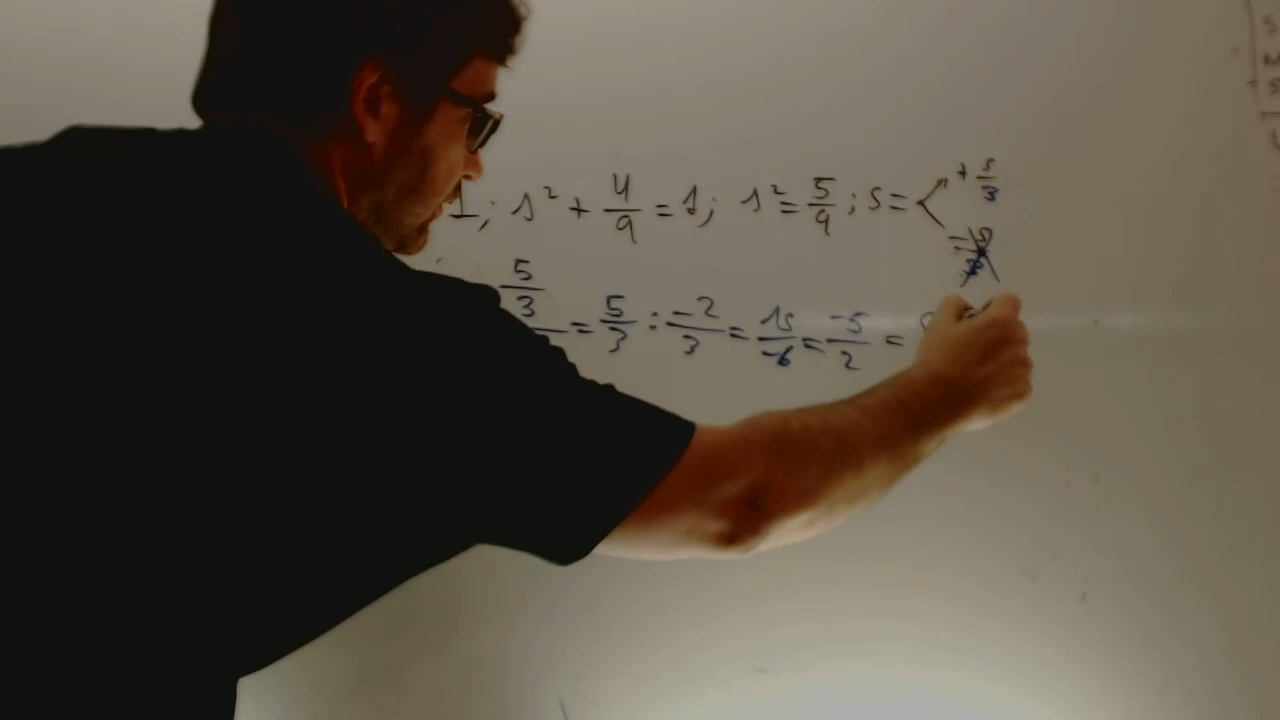 1; s² + 4/9 = 1; s² = 5/9; s = < + 5/3
5/3 = 5/3 : -2/3 = 15/-6 = -5/2 =